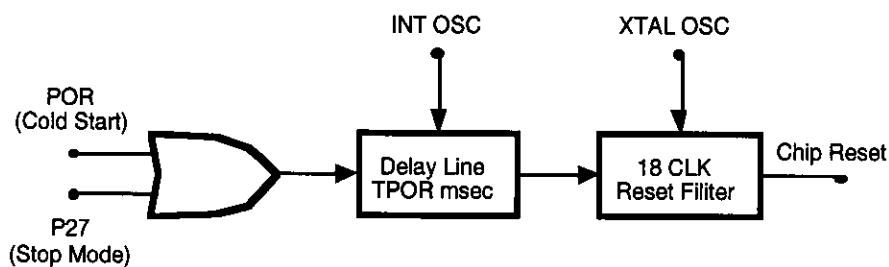 INT OSC
XTAL OSC
POR
(Cold Start)
Delay Line
TPOR msec
18 CLK
Reset Filiter
Chip Reset
P27
(Stop Mode)